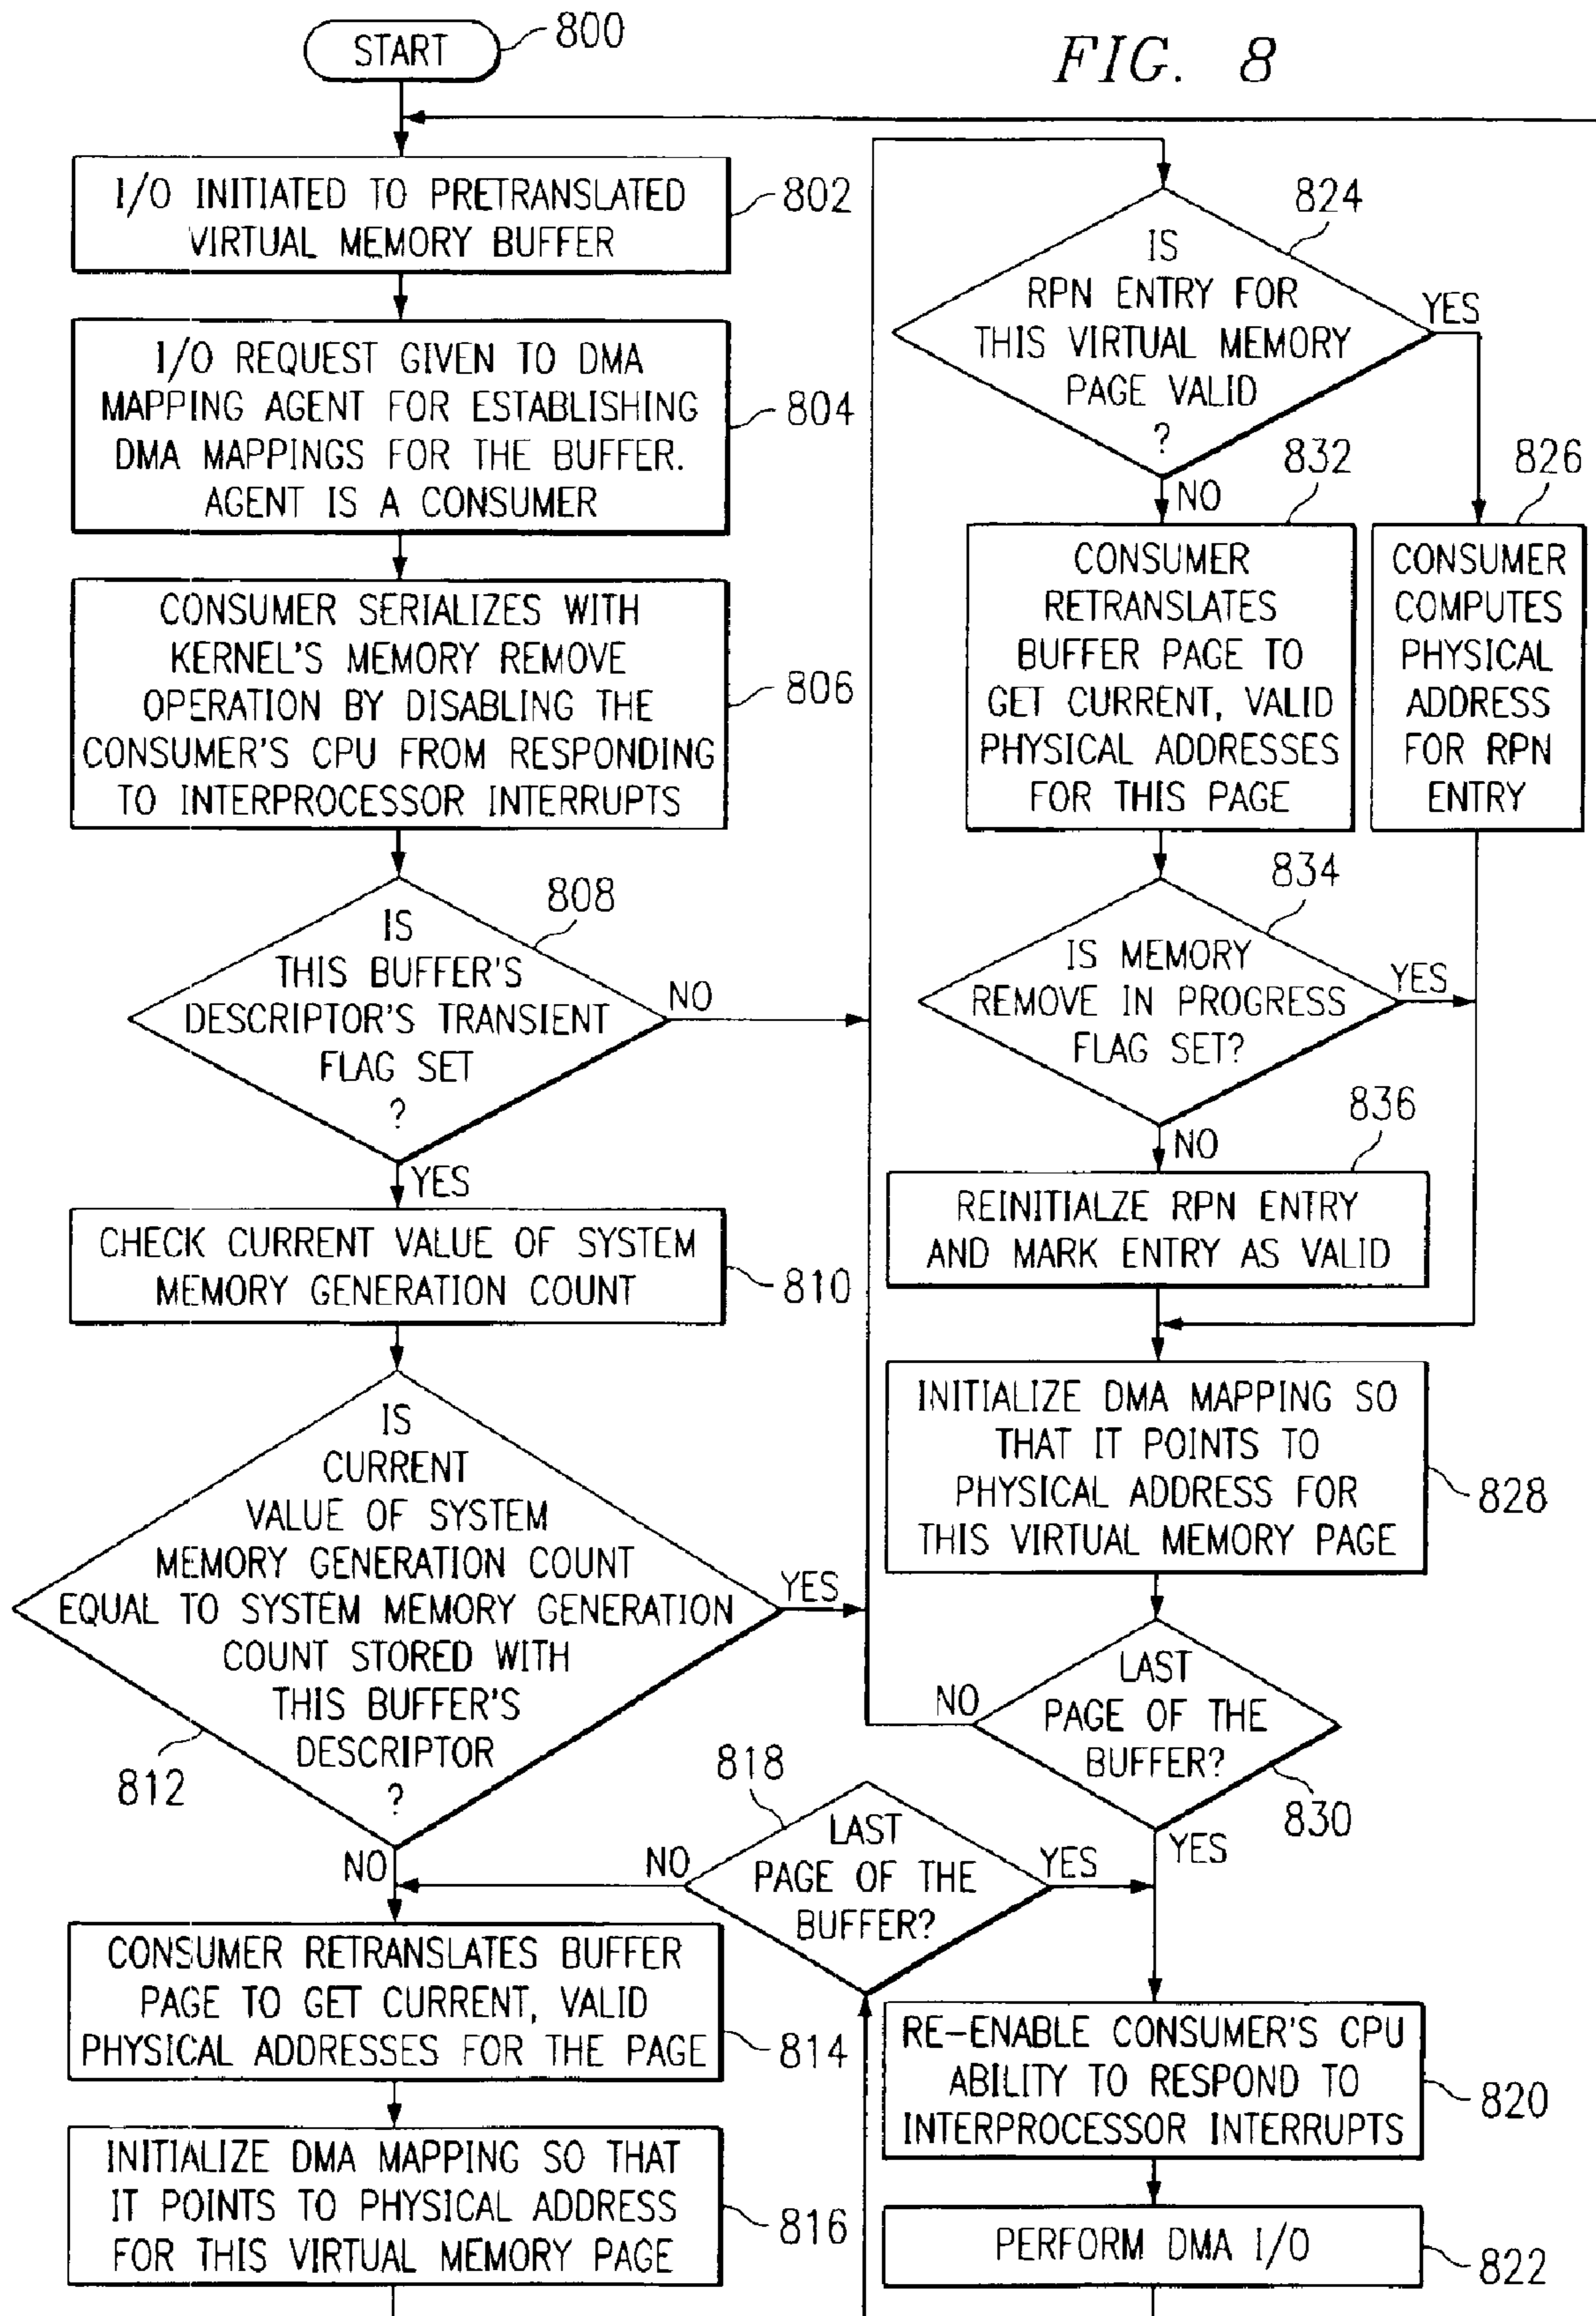 FIG. 8
START
800
I/O INITIATED TO PRETRANSLATED
VIRTUAL MEMORY BUFFER
802
I/O REQUEST GIVEN TO DMA
MAPPING AGENT FOR ESTABLISHING
DMA MAPPINGS FOR THE BUFFER.
AGENT IS A CONSUMER
804
CONSUMER SERIALIZES WITH
KERNEL'S MEMORY REMOVE
OPERATION BY DISABLING THE
CONSUMER'S CPU FROM RESPONDING
TO INTERPROCESSOR INTERRUPTS
806
IS
THIS BUFFER'S
DESCRIPTOR'S TRANSIENT
FLAG SET
?
808
NO
YES
CHECK CURRENT VALUE OF SYSTEM
MEMORY GENERATION COUNT
810
IS
CURRENT
VALUE OF SYSTEM
MEMORY GENERATION COUNT
EQUAL TO SYSTEM MEMORY GENERATION
COUNT STORED WITH
THIS BUFFER'S
DESCRIPTOR
?
812
YES
NO
CONSUMER RETRANSLATES BUFFER
PAGE TO GET CURRENT, VALID
PHYSICAL ADDRESSES FOR THE PAGE
814
INITIALIZE DMA MAPPING SO THAT
IT POINTS TO PHYSICAL ADDRESS
FOR THIS VIRTUAL MEMORY PAGE
816
818
LAST
PAGE OF THE
BUFFER?
NO
YES
824
IS
RPN ENTRY FOR
THIS VIRTUAL MEMORY
PAGE VALID
?
YES
NO
832
CONSUMER
RETRANSLATES
BUFFER PAGE TO
GET CURRENT, VALID
PHYSICAL ADDRESSES
FOR THIS PAGE
826
CONSUMER
COMPUTES
PHYSICAL
ADDRESS
FOR RPN
ENTRY
834
IS MEMORY
REMOVE IN PROGRESS
FLAG SET?
YES
NO
836
REINITIALZE RPN ENTRY
AND MARK ENTRY AS VALID
INITIALIZE DMA MAPPING SO
THAT IT POINTS TO
PHYSICAL ADDRESS FOR
THIS VIRTUAL MEMORY PAGE
828
LAST
PAGE OF THE
BUFFER?
NO
830
YES
RE-ENABLE CONSUMER'S CPU
ABILITY TO RESPOND TO
INTERPROCESSOR INTERRUPTS
820
PERFORM DMA I/O
822